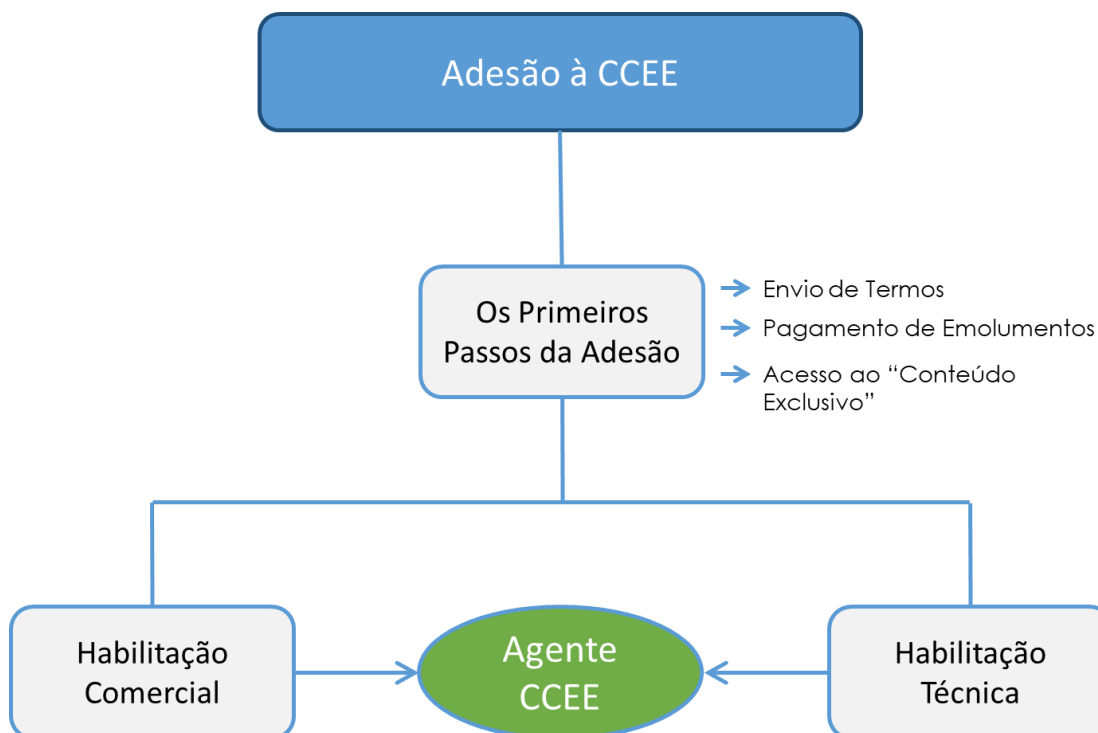 Adesão à CCEE
Os Primeiros
Passos da Adesão
Envio de Termos
Pagamento de Emolumentos
Acesso ao “Conteúdo
Exclusivo”
Habilitação
Comercial
Agente
CCEE
Habilitação
Técnica